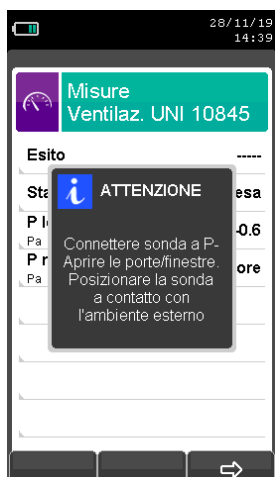 28/11/19
14:39
Misure
Ventilaz. UNI 10845
Esito -----
ATTENZIONE
Connettere sonda a P-
Aprire le porte/finestre.
Posizionare la sonda
a contatto con
l'ambiente esterno
Sta esa
P l -0.6
Pa
P r ore
Pa